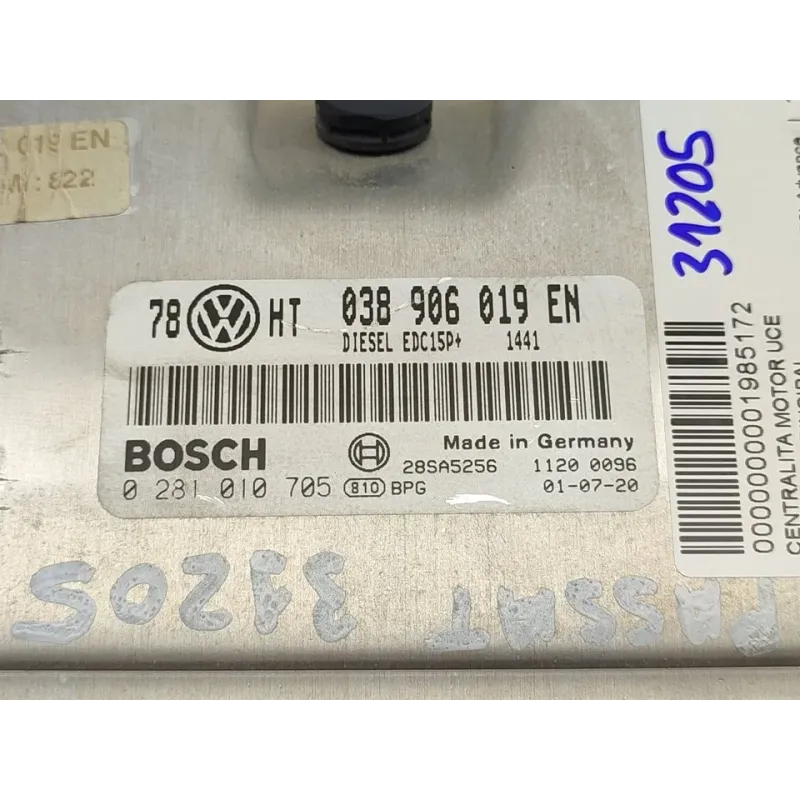 019 EN
: 822
31205
78 HT 038 906 019 EN
DIESEL EDC15P+ 1441
BOSCH
Made in Germany
28SA5256 1120 0096
0 281 010 705 810 BPG 01-07-20
0000000001985172
CENTRALITA MOTOR UCE
PASSAT 31205